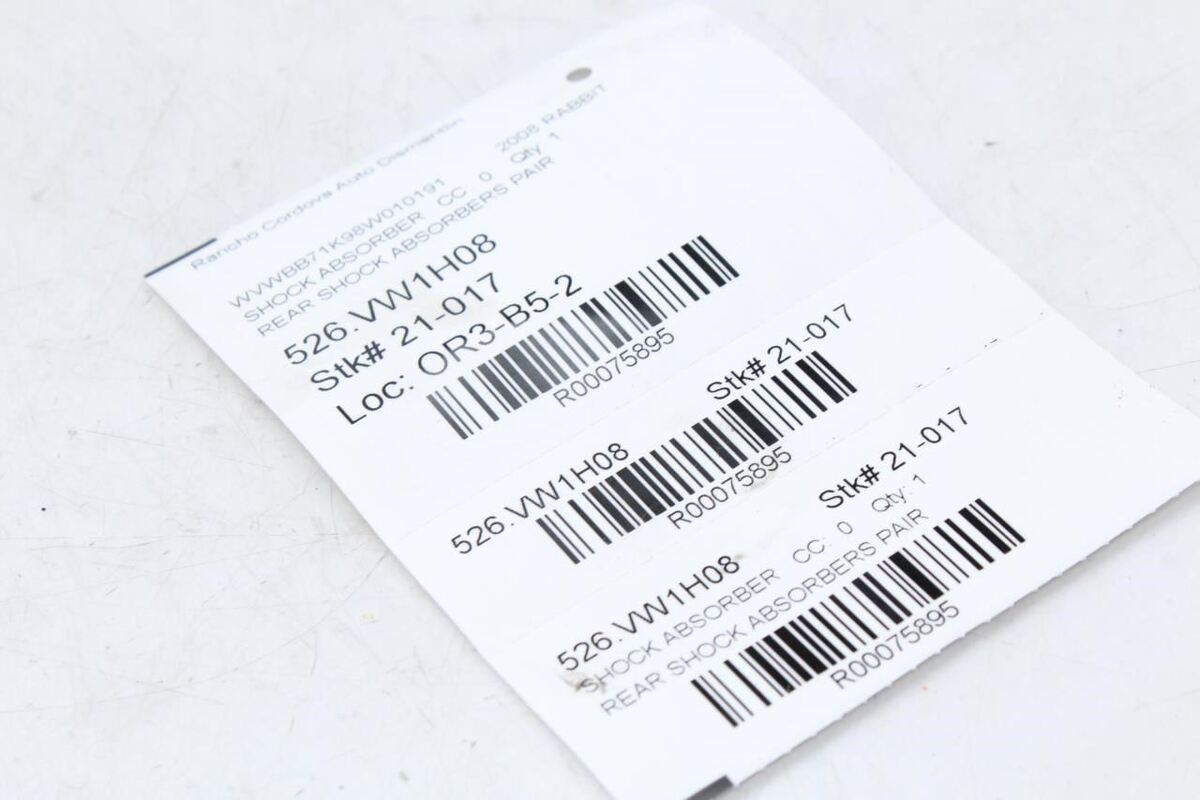 Rancho Cordova Auto Dismantlin
WVWBB71K98W010191 2008 RABBIT
SHOCK ABSORBER CC: 0 Qty: 1
REAR SHOCK ABSORBERS PAIR
526.VW1H08
Stk# 21-017
Loc: OR3-B5-2
R00075895
526.VW1H08 Stk# 21-017
R00075895
526.VW1H08 Stk# 21-017
SHOCK ABSORBER CC: 0 Qty: 1
REAR SHOCK ABSORBERS PAIR
R00075895